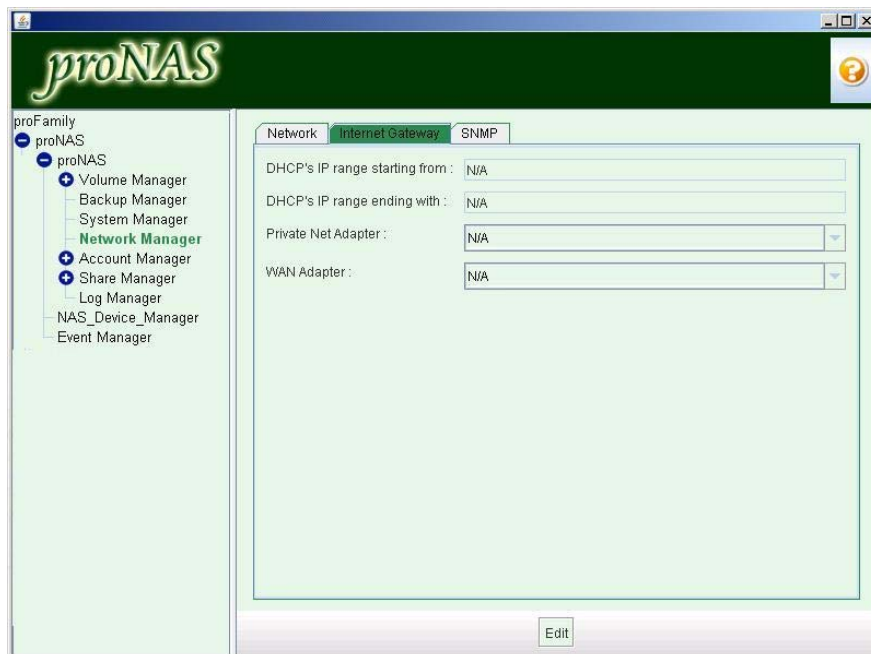 proNAS
proFamily
proNAS
proNAS
Volume Manager
Backup Manager
System Manager
Network Manager
Account Manager
Share Manager
Log Manager
NAS_Device_Manager
Event Manager
Network Internet Gateway SNMP
DHCP's IP range starting from : N/A
DHCP's IP range ending with : N/A
Private Net Adapter : N/A
WAN Adapter : N/A
Edit